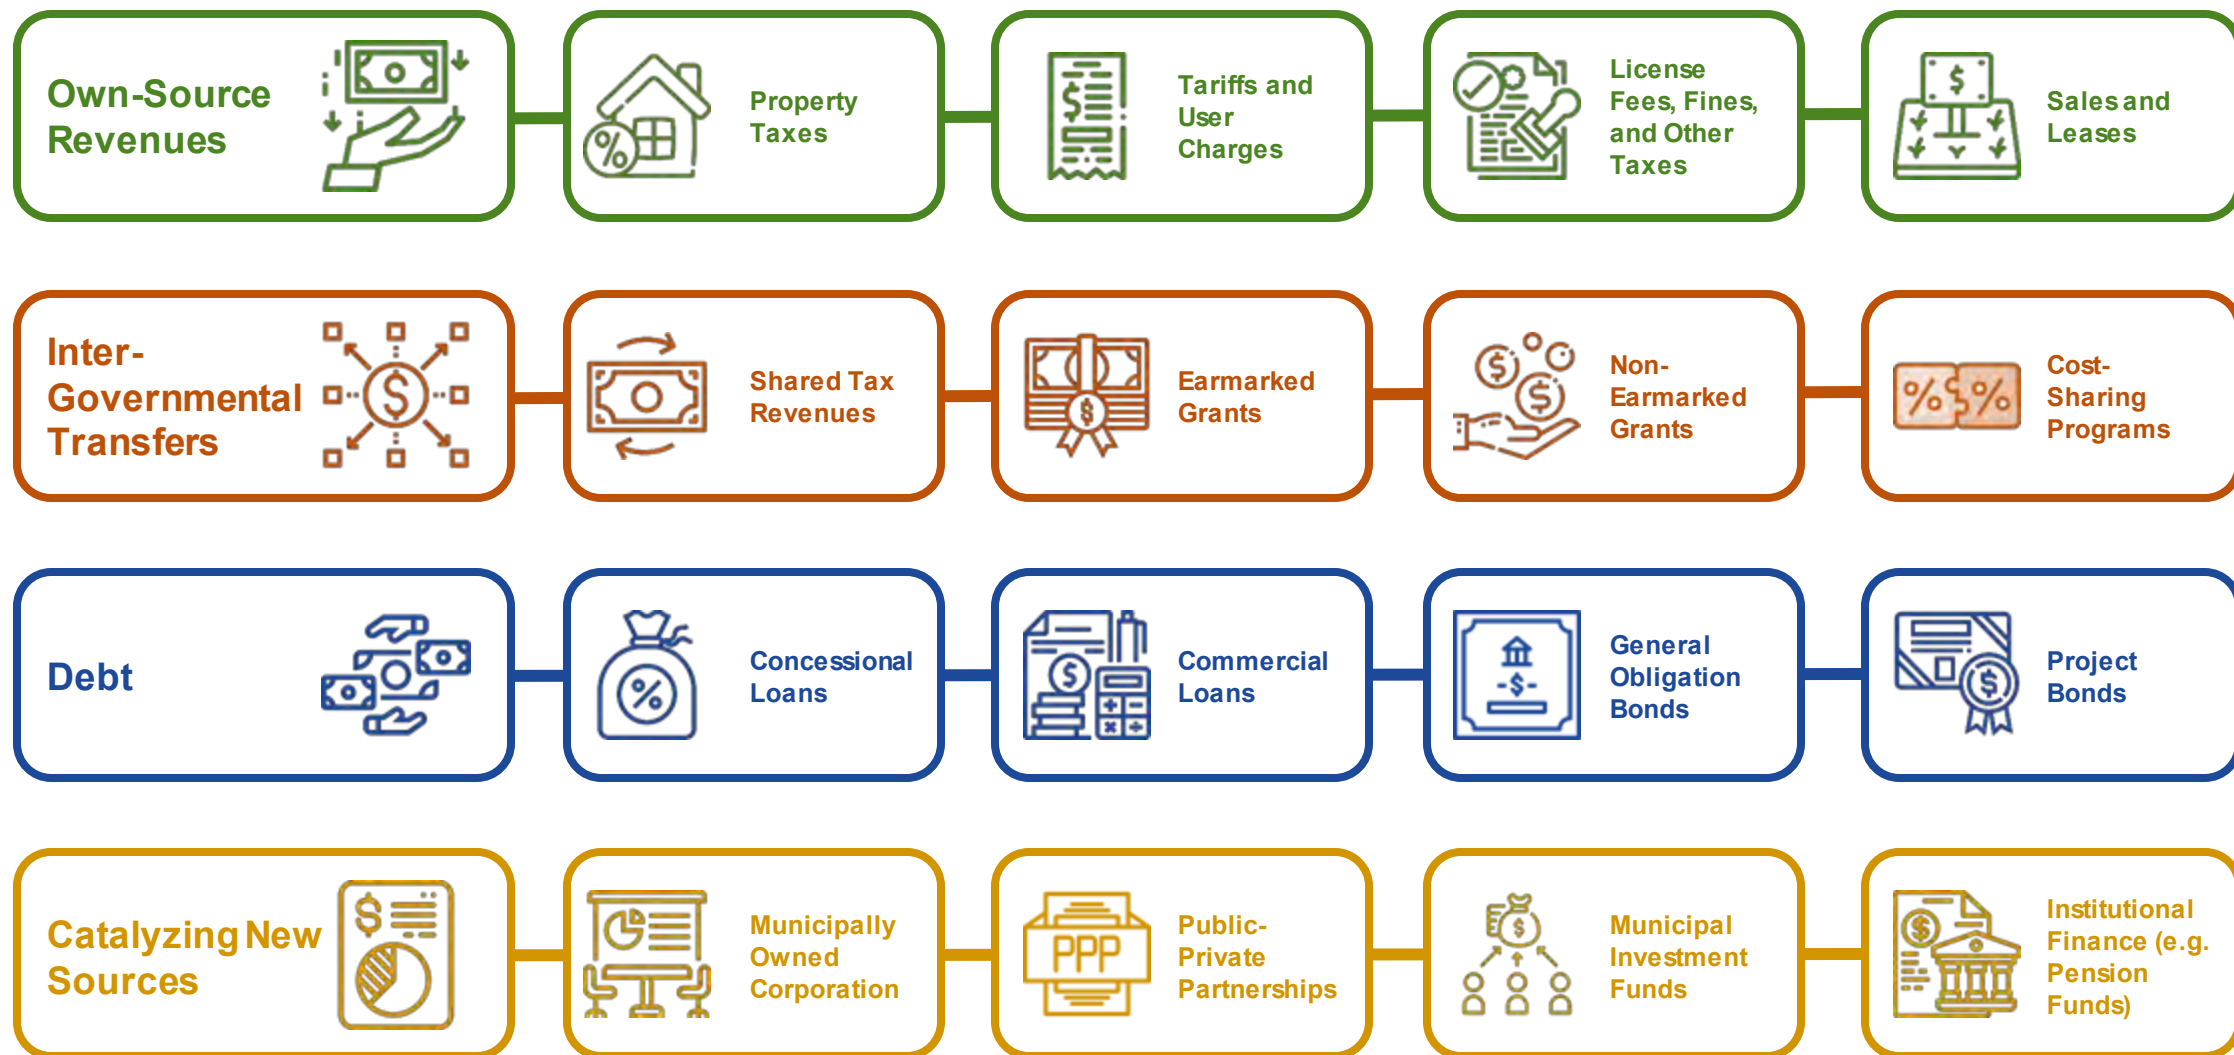 Own-Source
Revenues
Property
Taxes
Tariffs and
User
Charges
License
Fees, Fines,
and Other
Taxes
Sales and
Leases
Inter-
Governmental
Transfers
Shared Tax
Revenues
Earmarked
Grants
Non-
Earmarked
Grants
Cost-
Sharing
Programs
Debt
Concessional
Loans
Commercial
Loans
General
Obligation
Bonds
Project
Bonds
Catalyzing New
Sources
Municipally
Owned
Corporation
PPP
Public-
Private
Partnerships
Municipal
Investment
Funds
Institutional
Finance (e.g.
Pension
Funds)